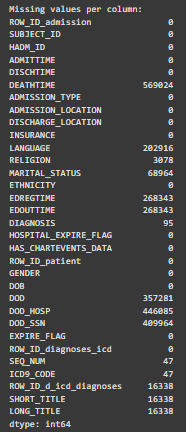 Missing values per column:
ROW_ID_admission 0
SUBJECT_ID 0
HADM_ID 0
ADMITTIME 0
DISCHTIME 0
DEATHTIME 569024
ADMISSION_TYPE 0
ADMISSION_LOCATION 0
DISCHARGE_LOCATION 0
INSURANCE 0
LANGUAGE 202916
RELIGION 3078
MARITAL_STATUS 68964
ETHNICITY 0
EDREGTIME 268343
EDOUTTIME 268343
DIAGNOSIS 95
HOSPITAL_EXPIRE_FLAG 0
HAS_CHARTEVENTS_DATA 0
ROW_ID_patient 0
GENDER 0
DOB 0
DOD 357281
DOD_HOSP 446085
DOD_SSN 409964
EXPIRE_FLAG 0
ROW_ID_diagnoses_icd 0
SEQ_NUM 47
ICD9_CODE 47
ROW_ID_d_icd_diagnoses 16338
SHORT_TITLE 16338
LONG_TITLE 16338
dtype: int64